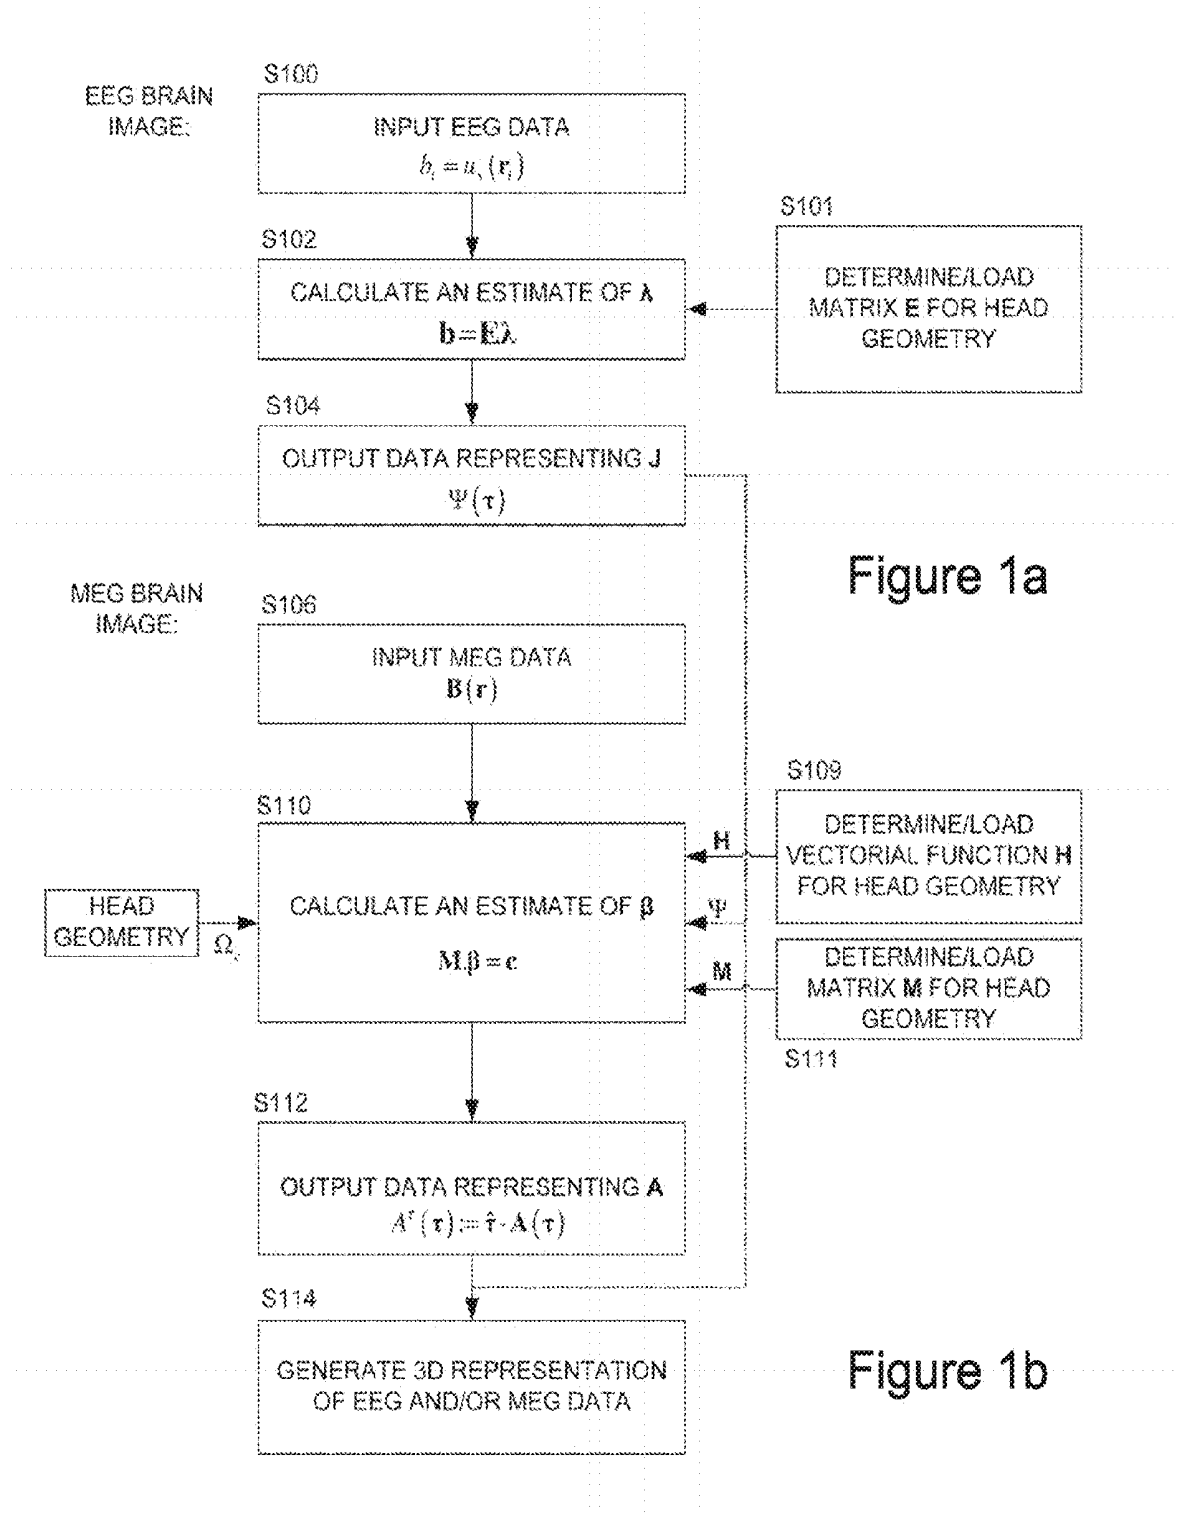 S100
EEG BRAIN
IMAGE:
INPUT EEG DATA
bᵢ = uₛ(rᵢ)
S101
DETERMINE/LOAD
MATRIX E FOR HEAD
GEOMETRY
S102
CALCULATE AN ESTIMATE OF λ
b = Eλ
S104
OUTPUT DATA REPRESENTING J
Ψ(τ)
Figure 1a
MEG BRAIN
IMAGE:
S106
INPUT MEG DATA
B(r)
S109
DETERMINE/LOAD
VECTORIAL FUNCTION H
FOR HEAD GEOMETRY
S110
H
CALCULATE AN ESTIMATE OF β
M.β = c
HEAD
GEOMETRY
Ω
Ψ
M
DETERMINE/LOAD
MATRIX M FOR HEAD
GEOMETRY
S111
S112
OUTPUT DATA REPRESENTING A
Aᵗ(τ) := τ̂ · A(τ)
S114
GENERATE 3D REPRESENTATION
OF EEG AND/OR MEG DATA
Figure 1b